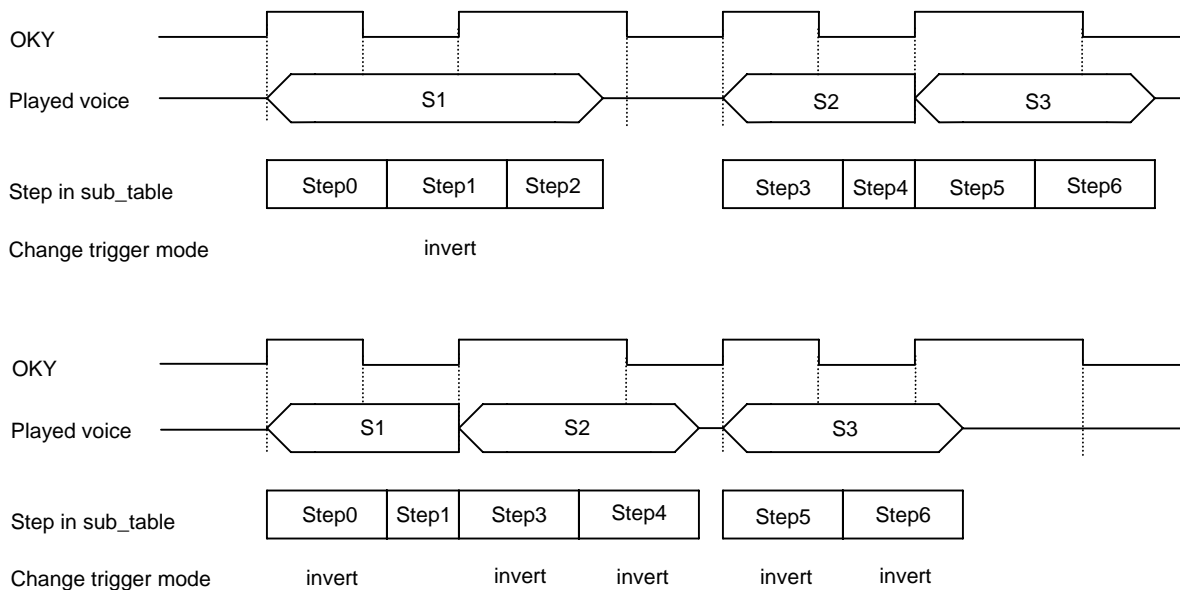 OKY
Played voice S1 S2 S3
Step in sub_table Step0 Step1 Step2 Step3 Step4 Step5 Step6
Change trigger mode invert
OKY
Played voice S1 S2 S3
Step in sub_table Step0 Step1 Step3 Step4 Step5 Step6
Change trigger mode invert invert invert invert invert